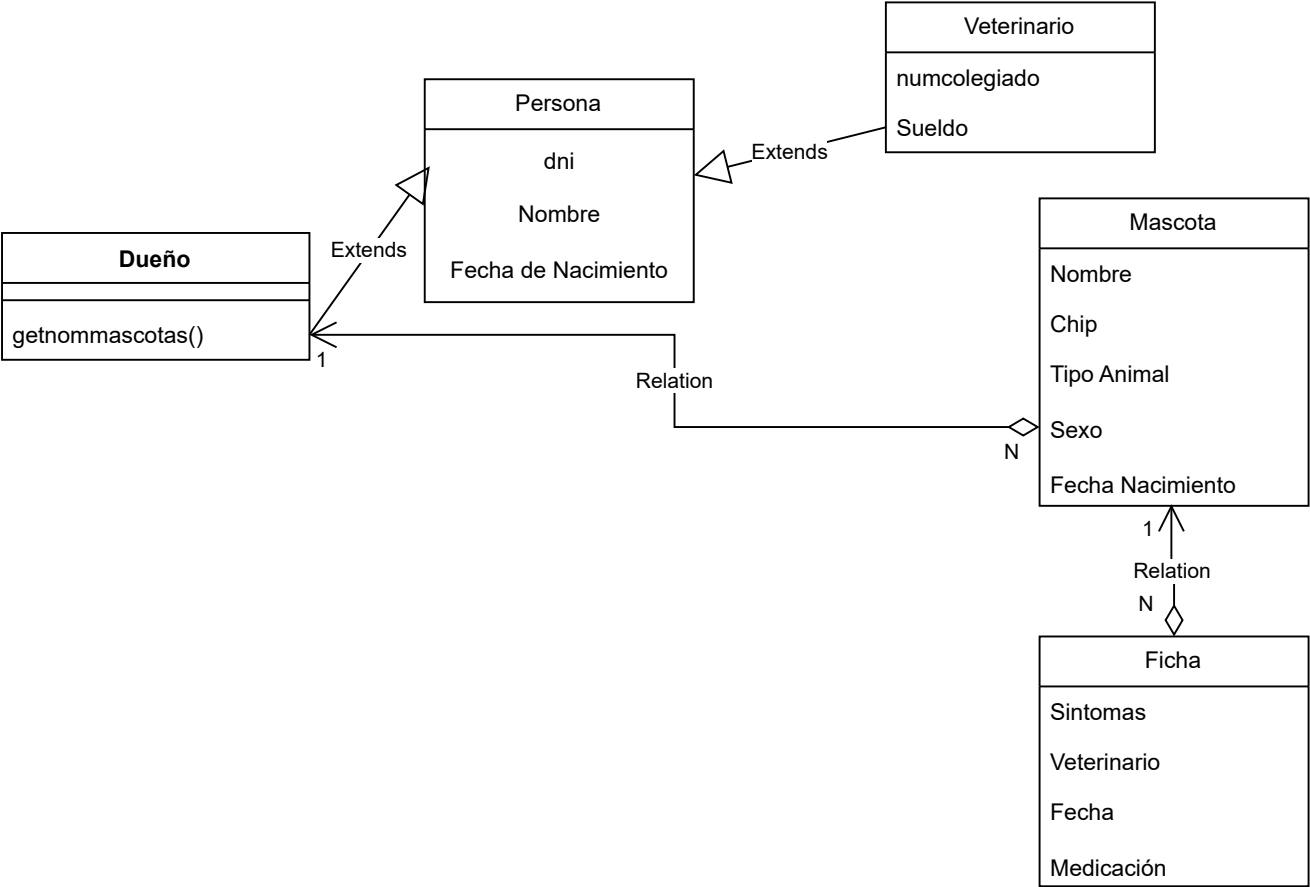 Veterinario
numcolegiado
Sueldo
Extends
Persona
dni
Nombre
Fecha de Nacimiento
Extends
Dueño
getnommascotas()
1
Relation
N
Mascota
Nombre
Chip
Tipo Animal
Sexo
Fecha Nacimiento
1
Relation
N
Ficha
Sintomas
Veterinario
Fecha
Medicación